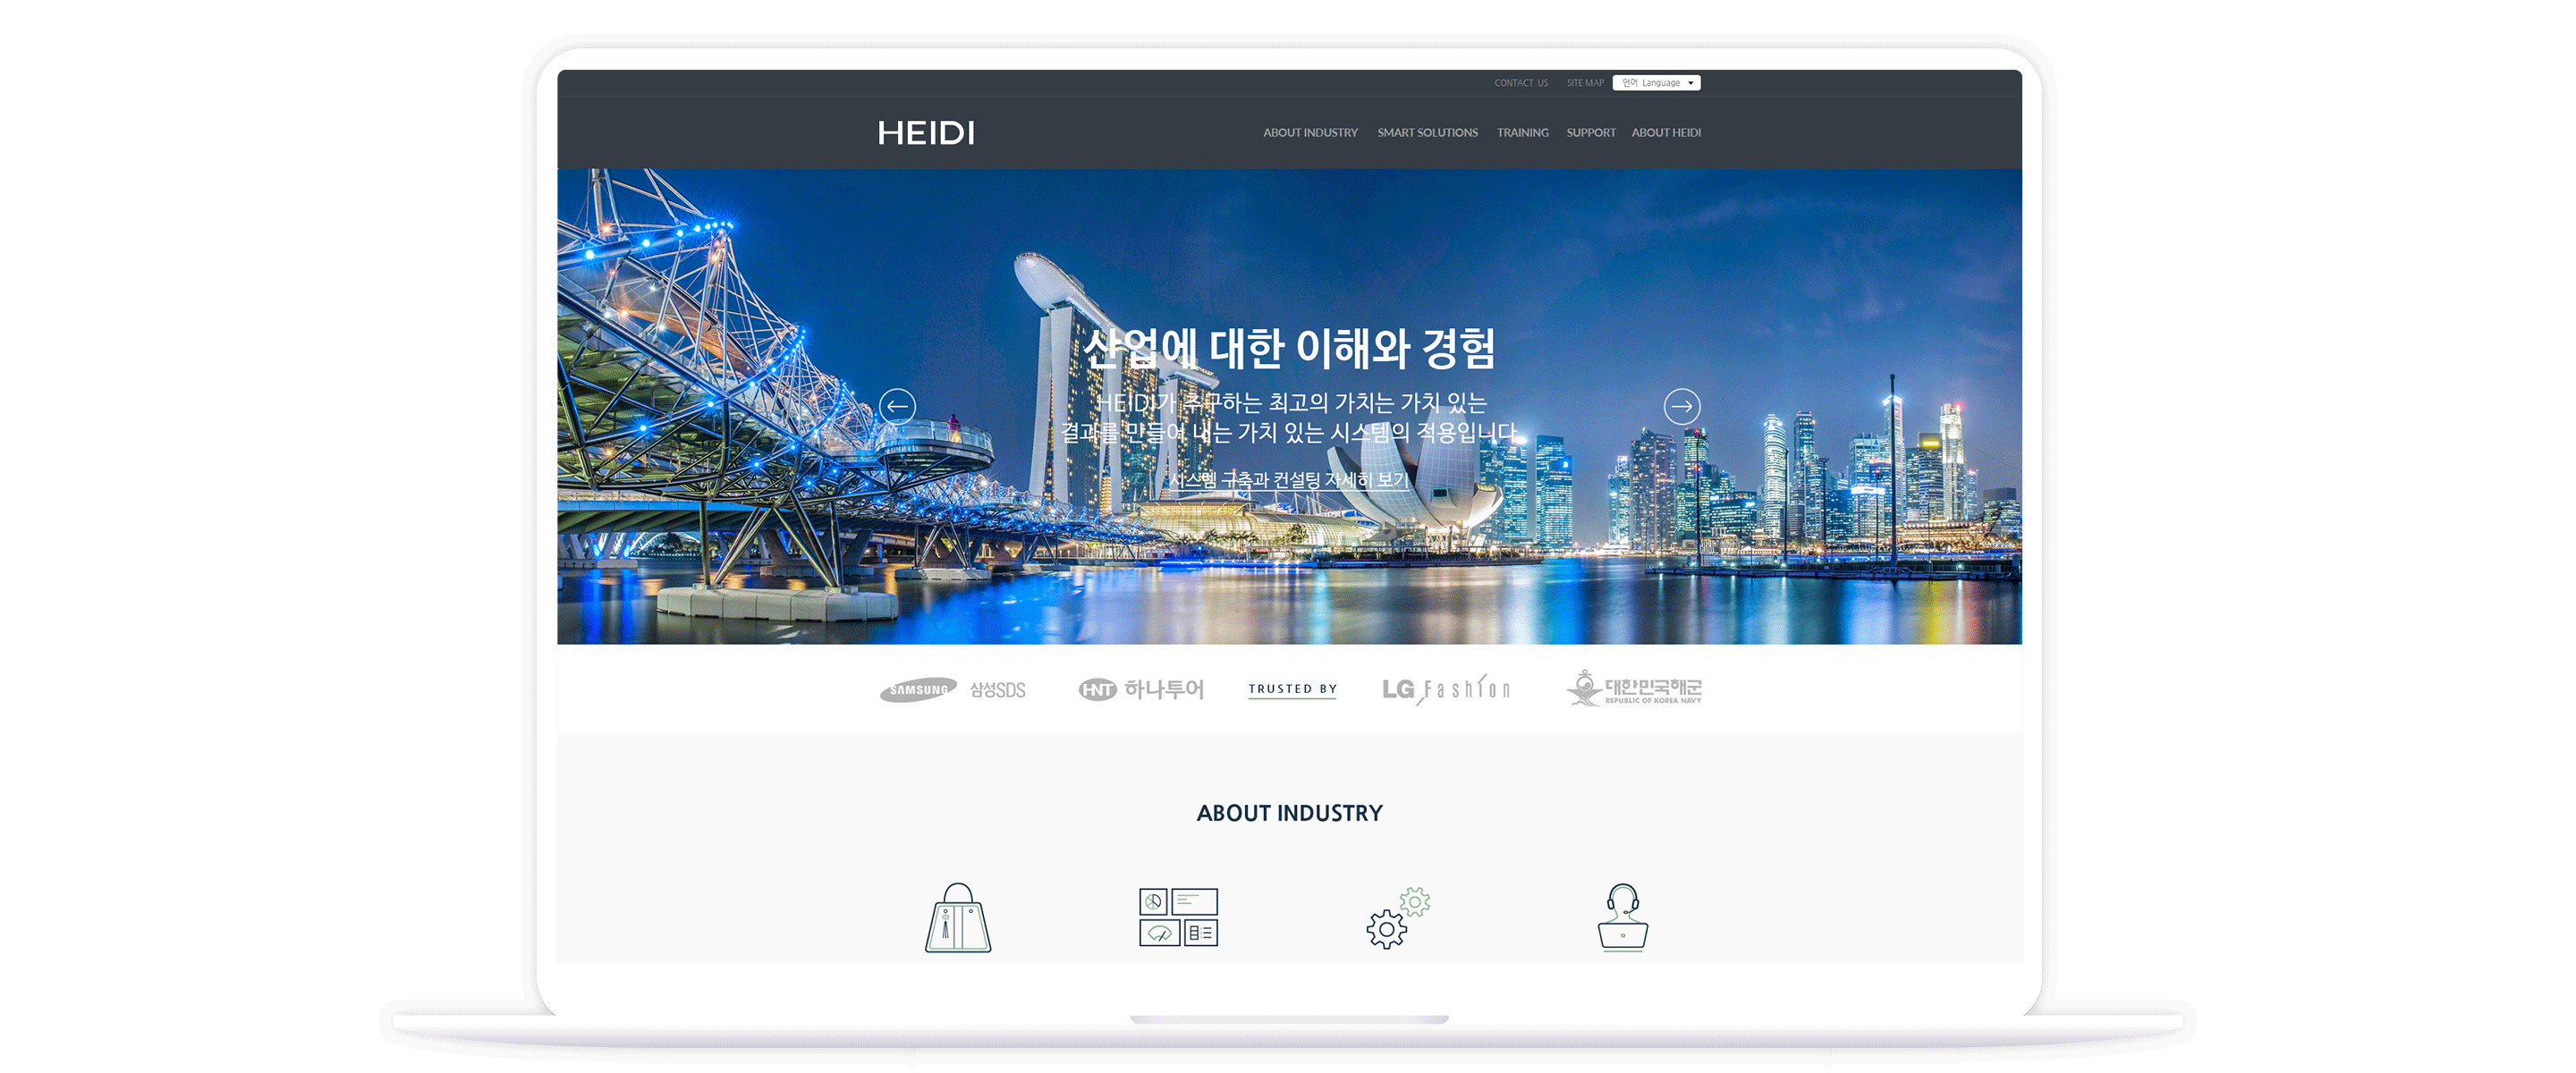 CONTACT US SITE MAP 언어 Language
HEIDI
ABOUT INDUSTRY SMART SOLUTIONS TRAINING SUPPORT ABOUT HEIDI
산업에 대한 이해와 경험
HEIDI가 추구하는 최고의 가치는 가치 있는
결과를 만들어 내는 가치 있는 시스템의 적용입니다
시스템 구축과 컨설팅 자세히 보기
SAMSUNG 삼성SDS
HNT 하나투어
TRUSTED BY
LG Fashion
대한민국해군
REPUBLIC OF KOREA NAVY
ABOUT INDUSTRY